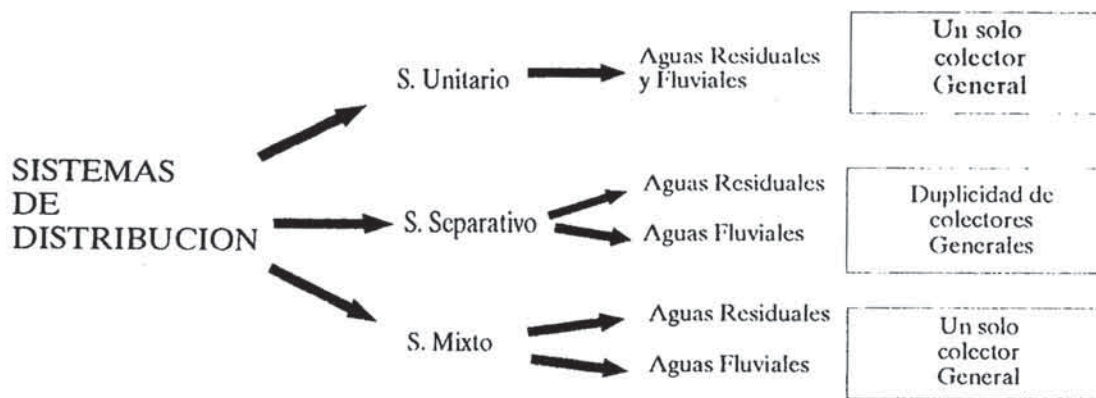 SISTEMAS
DE
DISTRIBUCION
S. Unitario
Aguas Residuales
y Fluviales
Un solo
colector
General
S. Separativo
Aguas Residuales
Aguas Fluviales
Duplicidad de
colectores
Generales
S. Mixto
Aguas Residuales
Aguas Fluviales
Un solo
colector
General